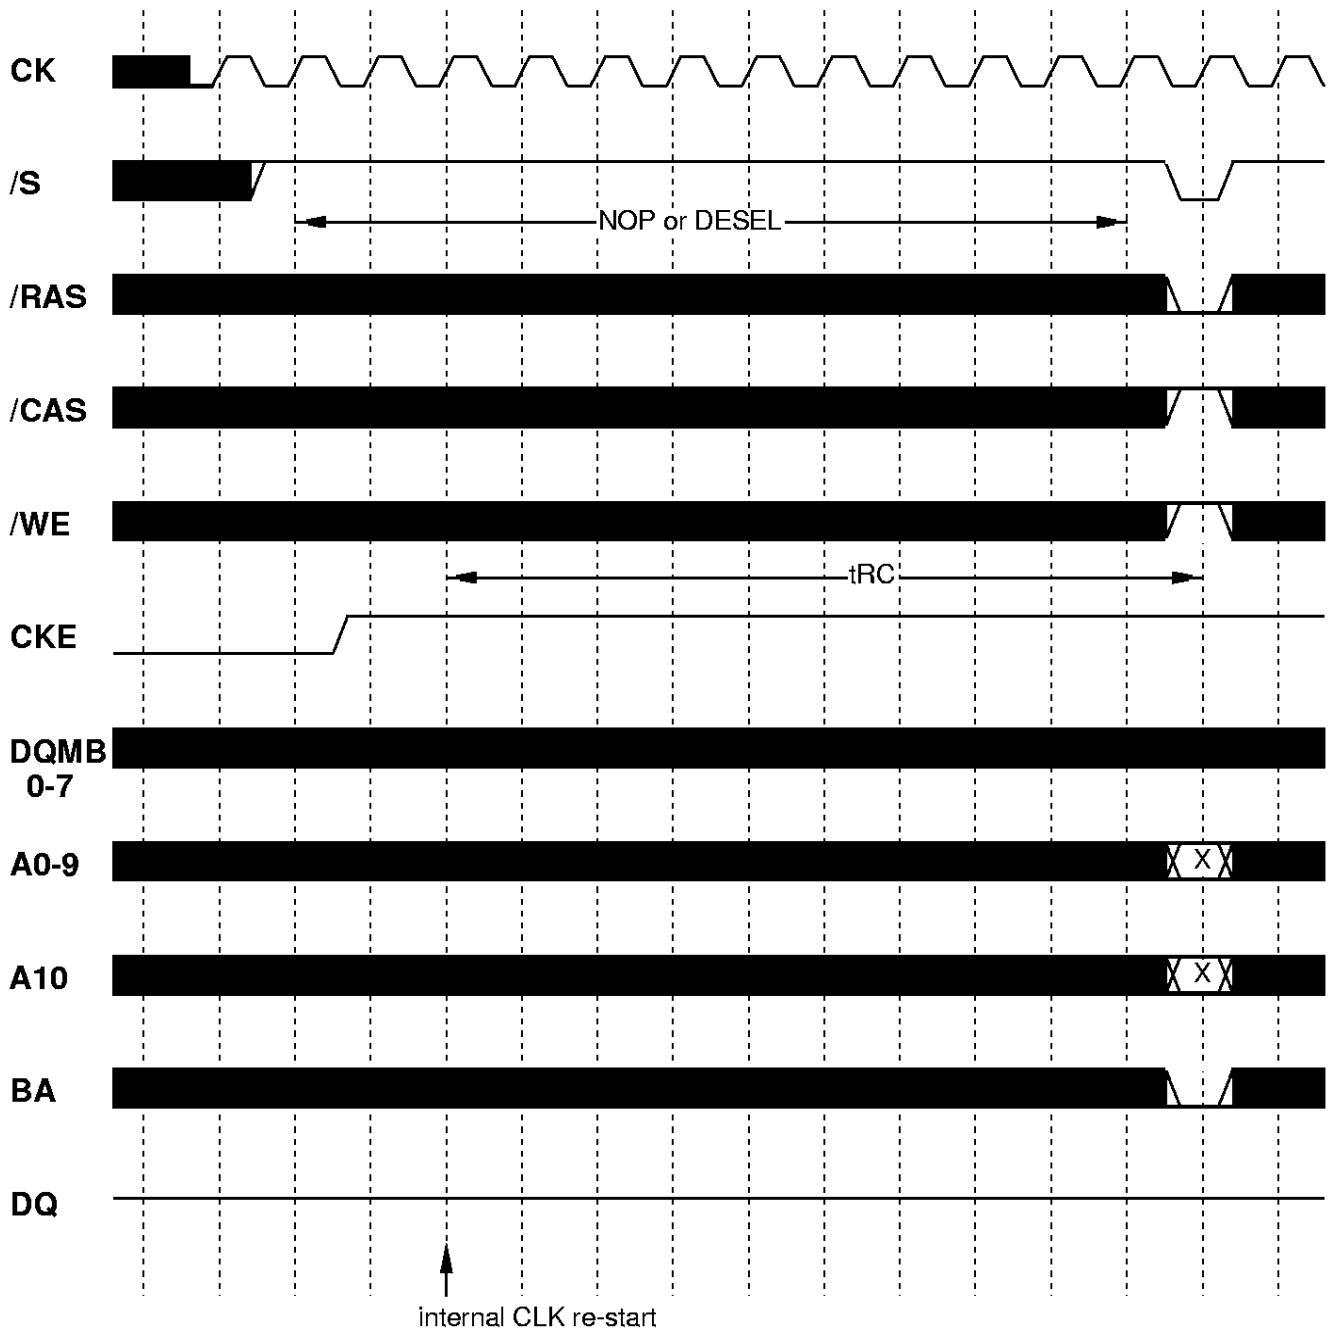 CK
/S
NOP or DESEL
/RAS
/CAS
/WE
tRC
CKE
DQMB
0-7
A0-9
X
A10
X
BA
DQ
internal CLK re-start